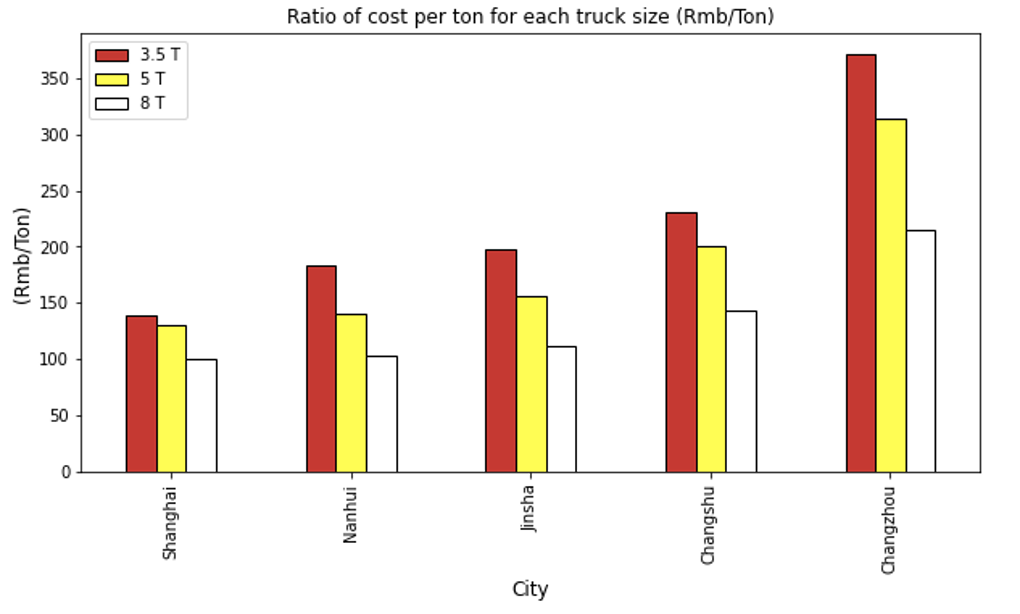 Ratio of cost per ton for each truck size (Rmb/Ton)
3.5 T
5 T
8 T
350
300
250
200
150
100
50
0
(Rmb/Ton)
Shanghai
Nanhui
Jinsha
Changshu
Changzhou
City